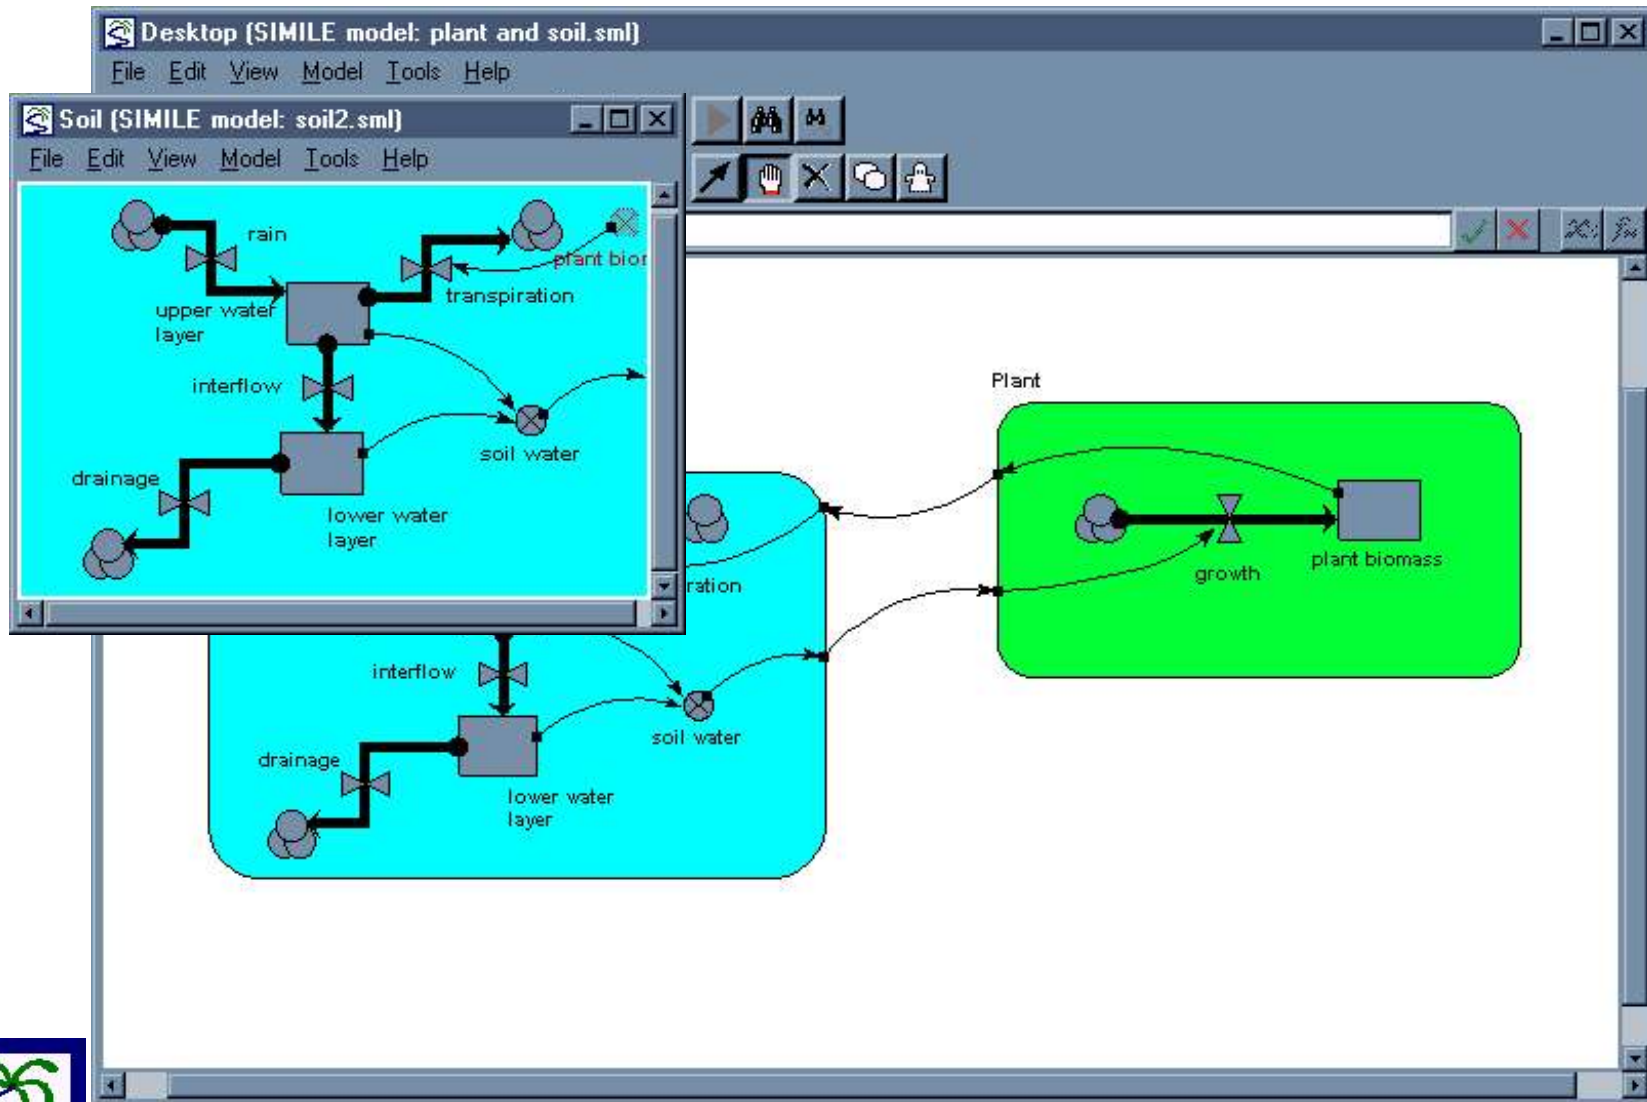 Desktop (SIMILE model: plant and soil.sml)
File Edit View Model Tools Help
Soil (SIMILE model: soil2.sml)
File Edit View Model Tools Help
rain
plant bior
transpiration
upper water
layer
interflow
soil water
drainage
lower water
layer
Plant
plant biomass
growth
ration
interflow
soil water
drainage
lower water
layer